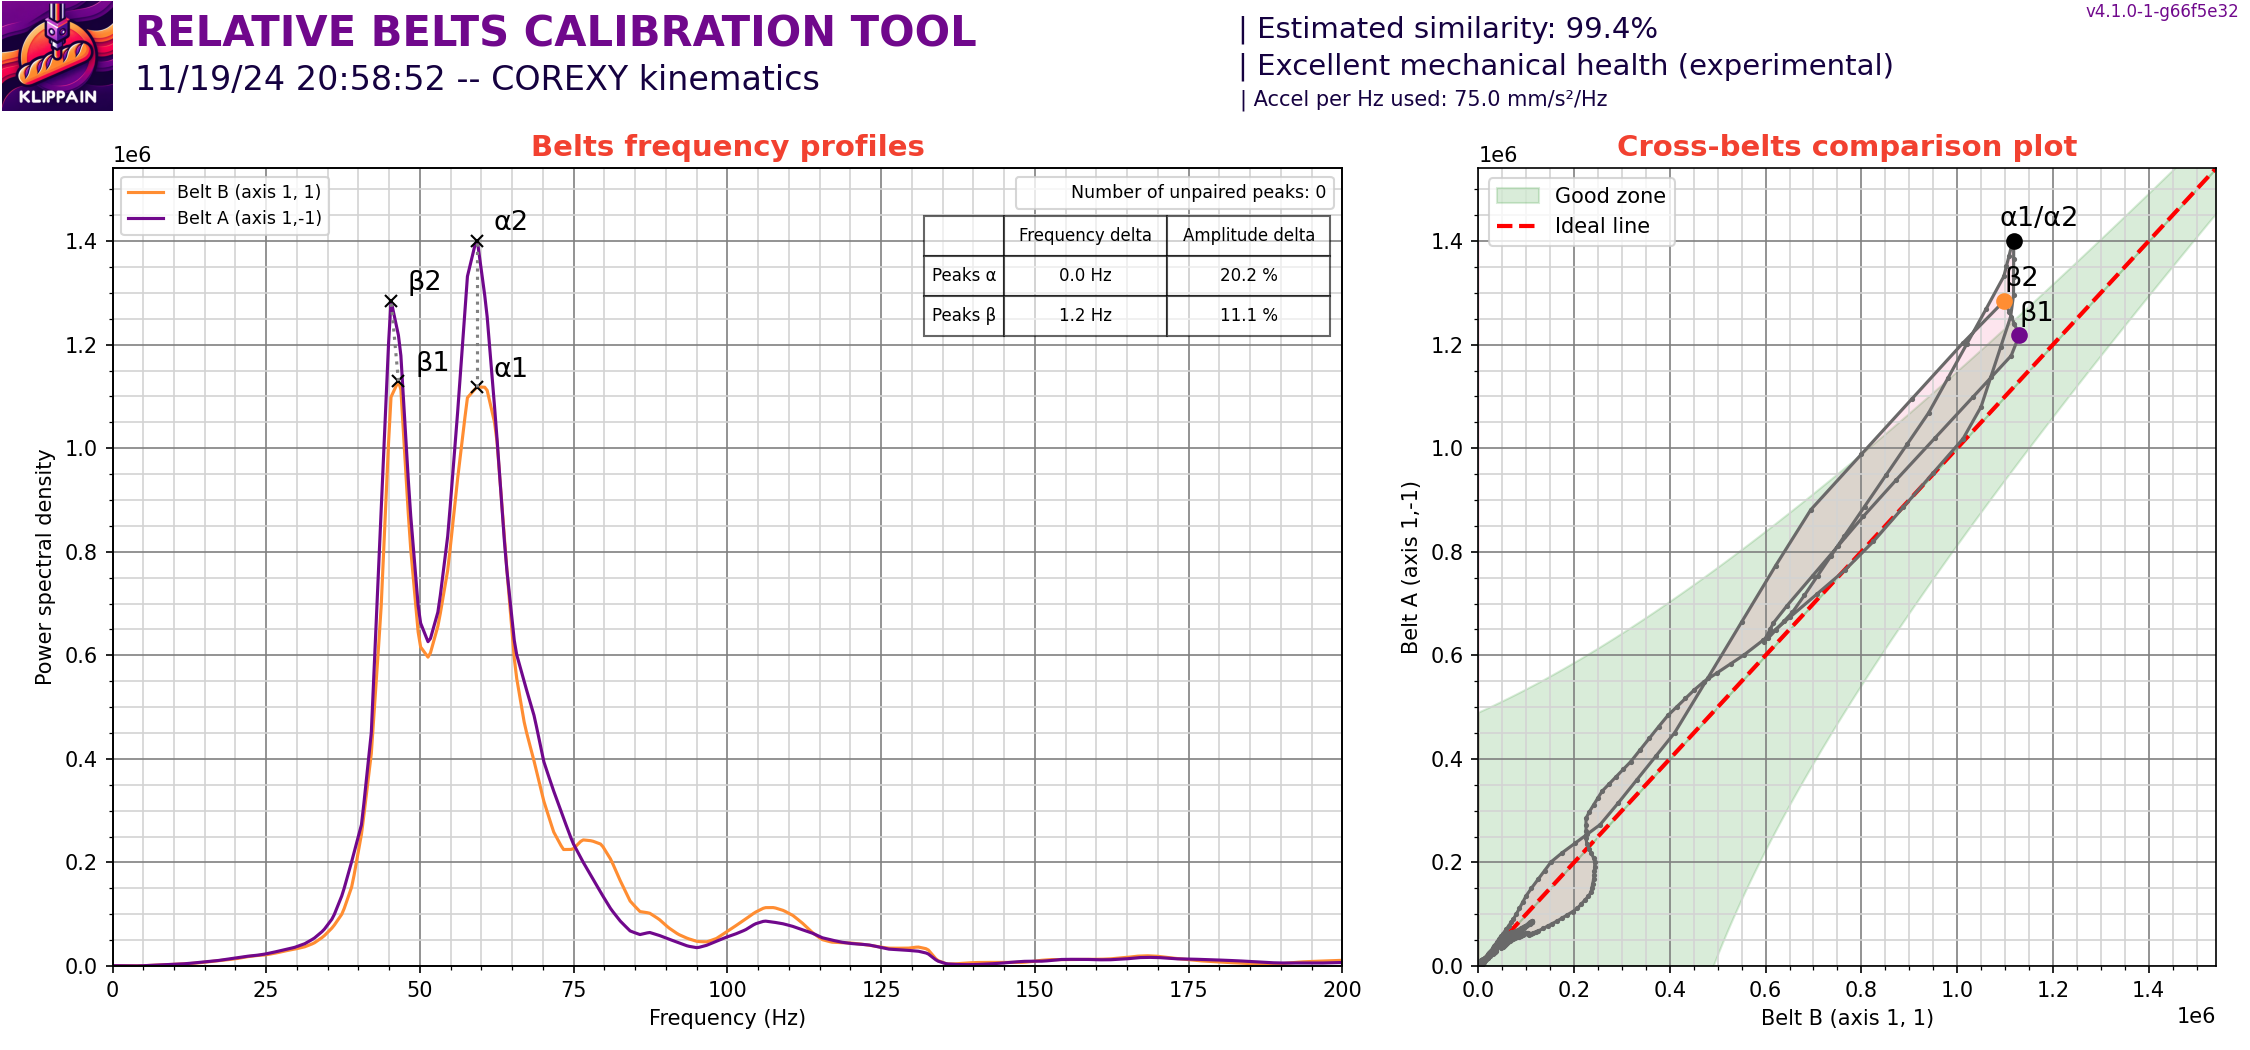 KLIPPAIN
RELATIVE BELTS CALIBRATION TOOL
11/19/24 20:58:52 -- COREXY kinematics
| Estimated similarity: 99.4%
| Excellent mechanical health (experimental)
| Accel per Hz used: 75.0 mm/s²/Hz
v4.1.0-1-g66f5e32
Belts frequency profiles
1e6
Belt B (axis 1, 1)
Belt A (axis 1,-1)
Number of unpaired peaks: 0
Frequency delta Amplitude delta
Peaks α 0.0 Hz 20.2 %
Peaks β 1.2 Hz 11.1 %
α2
β2
β1
α1
Power spectral density
1.4
1.2
1.0
0.8
0.6
0.4
0.2
0.0
0 25 50 75 100 125 150 175 200
Frequency (Hz)
Cross-belts comparison plot
1e6
Good zone
Ideal line
α1/α2
β2
β1
Belt A (axis 1,-1)
1.4
1.2
1.0
0.8
0.6
0.4
0.2
0.0
0.0 0.2 0.4 0.6 0.8 1.0 1.2 1.4
Belt B (axis 1, 1)
1e6